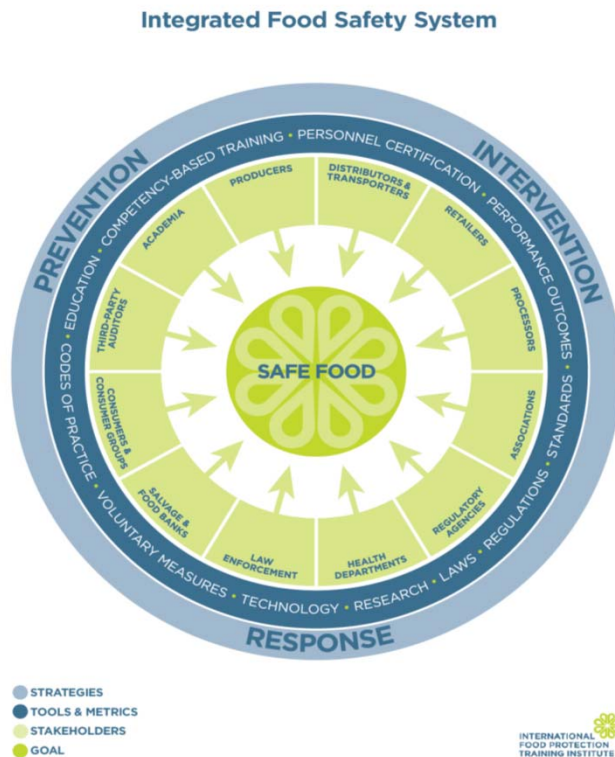 Integrated Food Safety System
PREVENTION
INTERVENTION
RESPONSE
EDUCATION • COMPETENCY-BASED TRAINING • PERSONNEL CERTIFICATION • PERFORMANCE OUTCOMES •
STANDARDS • REGULATIONS • LAWS • RESEARCH • TECHNOLOGY • VOLUNTARY MEASURES • CODES OF PRACTICE •
PRODUCERS
DISTRIBUTORS &
TRANSPORTERS
RETAILERS
PROCESSORS
ASSOCIATIONS
REGULATORY
AGENCIES
HEALTH
DEPARTMENTS
LAW
ENFORCEMENT
SALVAGE &
FOOD BANKS
CONSUMERS &
CONSUMER GROUPS
THIRD-PARTY
AUDITORS
ACADEMIA
SAFE FOOD
STRATEGIES
TOOLS & METRICS
STAKEHOLDERS
GOAL
INTERNATIONAL
FOOD PROTECTION
TRAINING INSTITUTE